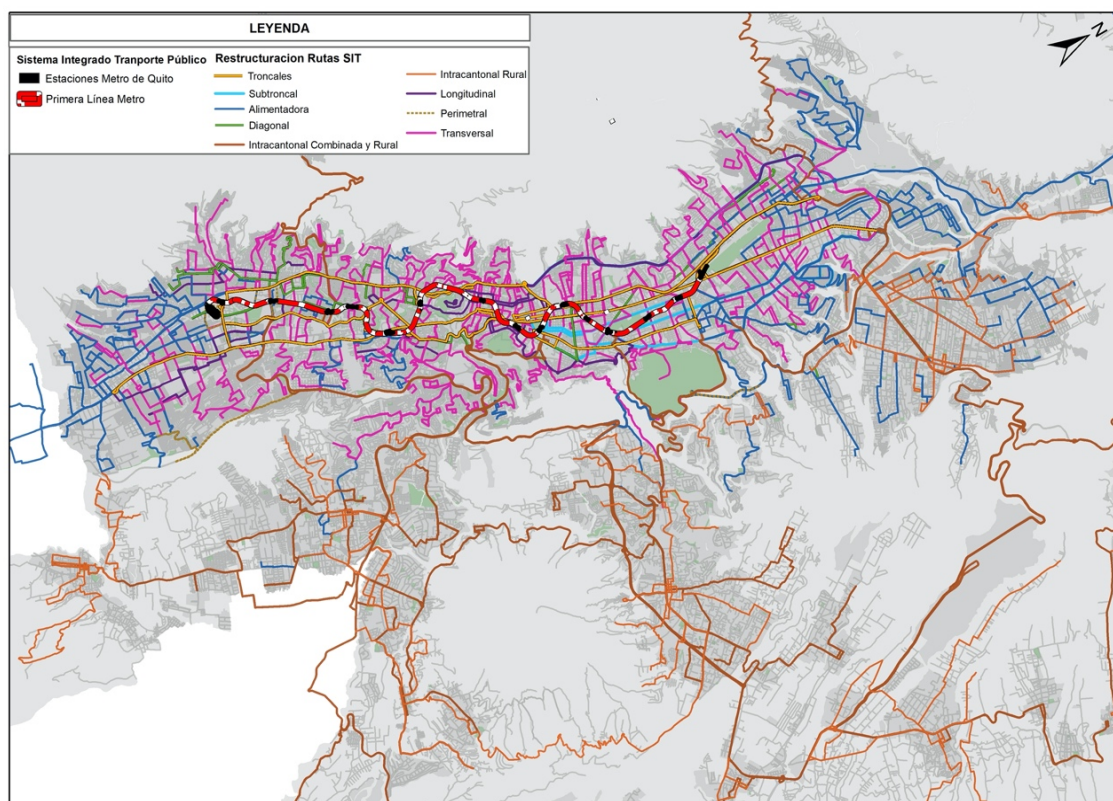 LEYENDA
Sistema Integrado Tranporte Público
Estaciones Metro de Quito
Primera Línea Metro
Restructuracion Rutas SIT
Troncales
Subtroncal
Alimentadora
Diagonal
Intracantonal Combinada y Rural
Intracantonal Rural
Longitudinal
Perimetral
Transversal
N